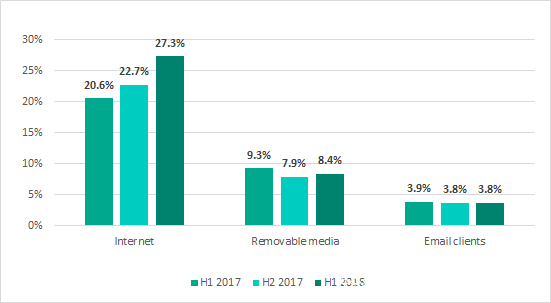 30%
27.3%
25%
22.7%
20.6%
20%
15%
10%
9.3%
7.9%
8.4%
5%
3.9%
3.8%
3.8%
0%
Internet
Removable media
Email clients
H1 2017
H2 2017
H1 2018